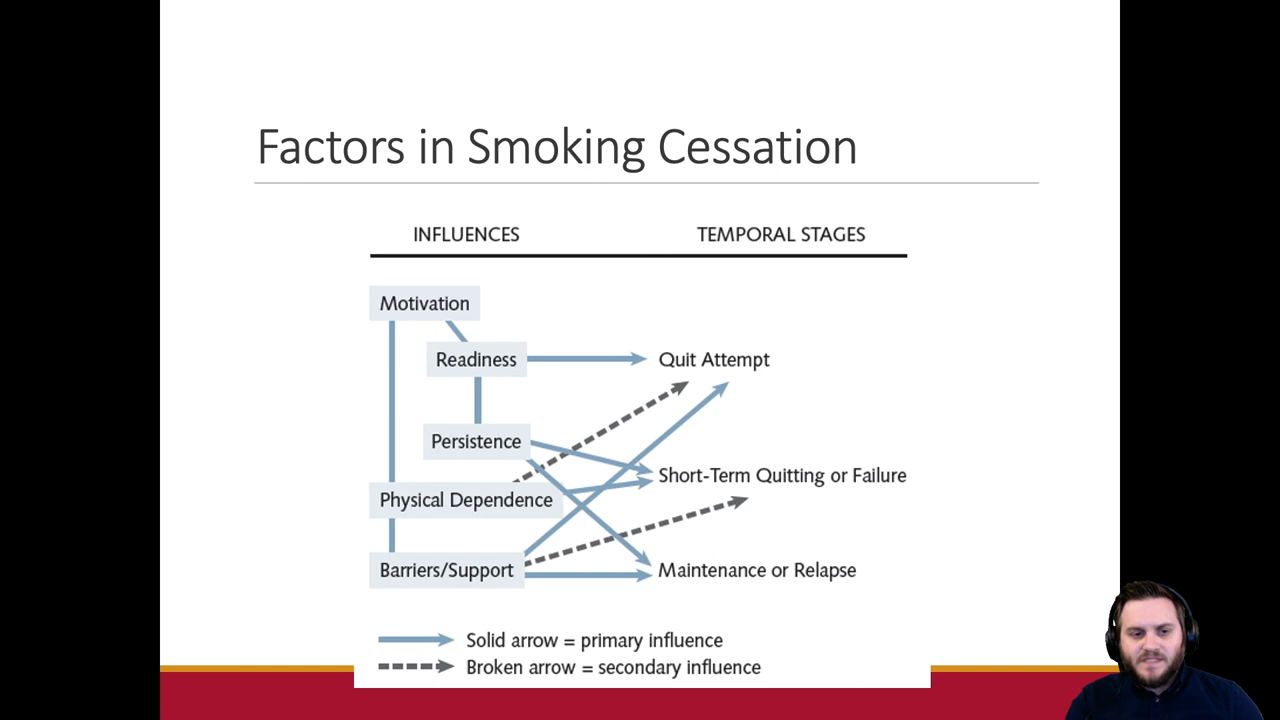 Factors in Smoking Cessation
INFLUENCES
TEMPORAL STAGES
Motivation
Readiness
Quit Attempt
Persistence
Short-Term Quitting or Failure
Physical Dependence
Barriers/Support
Maintenance or Relapse
Solid arrow = primary influence
Broken arrow = secondary influence